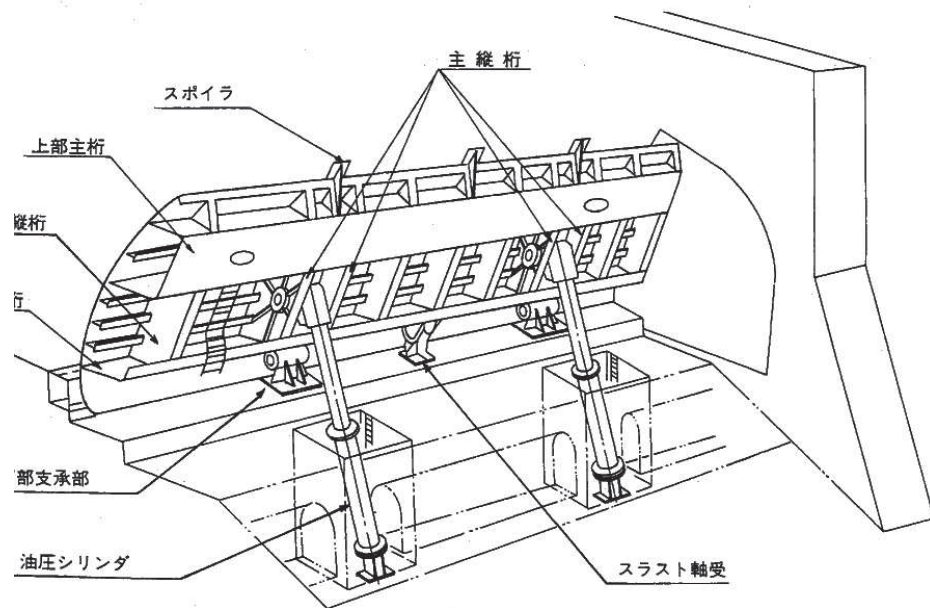 主縦桁
スポイラ
上部主桁
縦桁
桁
部支承部
油圧シリンダ
スラスト軸受